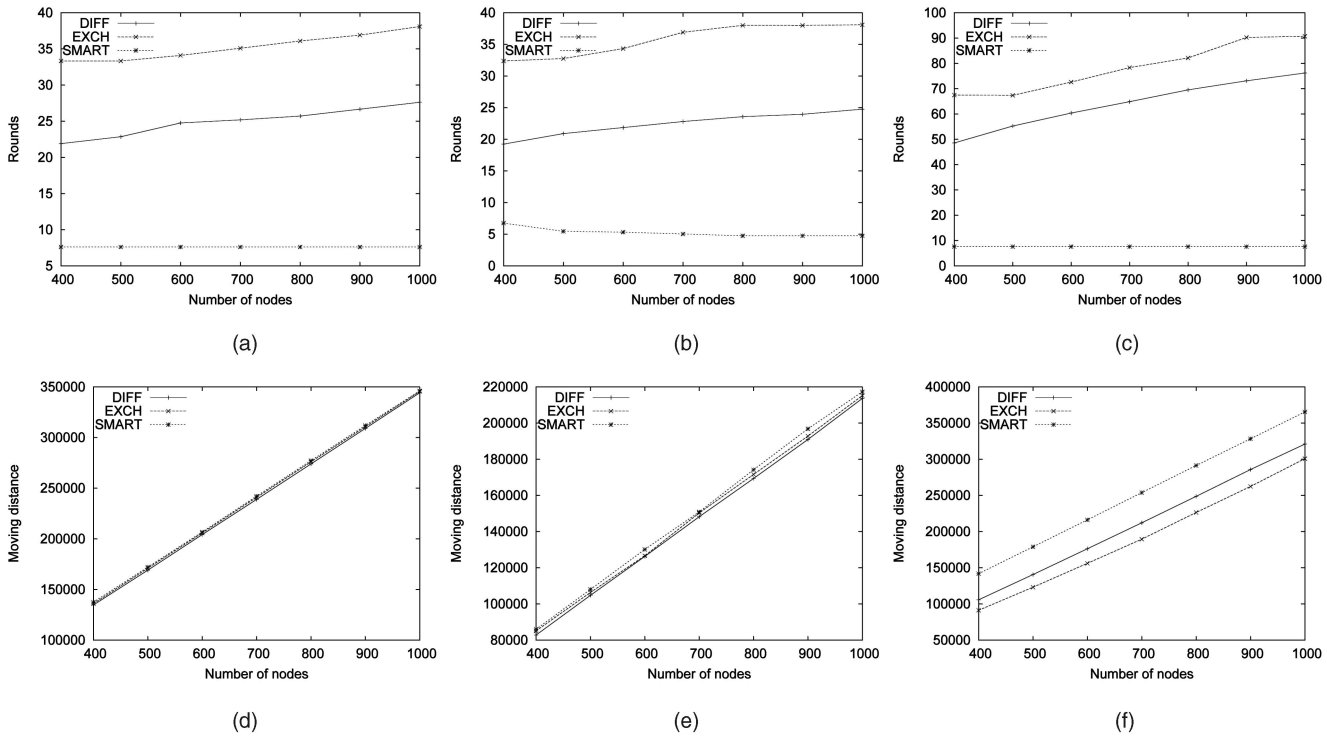 40
35
30
25
20
15
10
5
Rounds
DIFF
EXCH
SMART
400 500 600 700 800 900 1000
Number of nodes
(a)
40
35
30
25
20
15
10
5
0
Rounds
DIFF
EXCH
SMART
400 500 600 700 800 900 1000
Number of nodes
(b)
100
90
80
70
60
50
40
30
20
10
0
Rounds
DIFF
EXCH
SMART
400 500 600 700 800 900 1000
Number of nodes
(c)
350000
300000
250000
200000
150000
100000
Moving distance
DIFF
EXCH
SMART
400 500 600 700 800 900 1000
Number of nodes
(d)
220000
200000
180000
160000
140000
120000
100000
80000
Moving distance
DIFF
EXCH
SMART
400 500 600 700 800 900 1000
Number of nodes
(e)
400000
350000
300000
250000
200000
150000
100000
50000
Moving distance
DIFF
EXCH
SMART
400 500 600 700 800 900 1000
Number of nodes
(f)